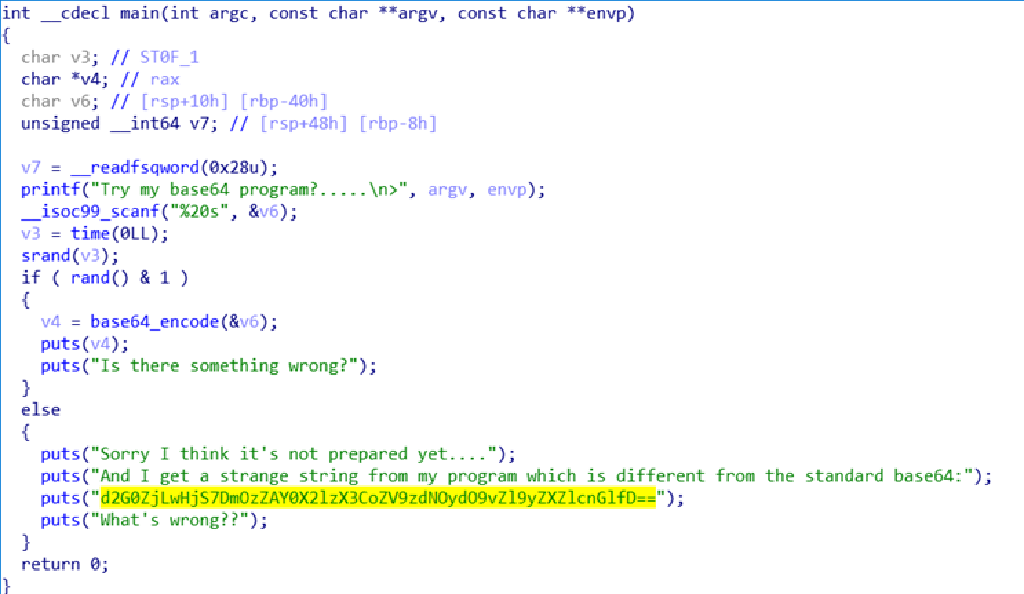 int __cdecl main(int argc, const char **argv, const char **envp)
{
char v3; // ST0F_1
char *v4; // rax
char v6; // [rsp+10h] [rbp-40h]
unsigned __int64 v7; // [rsp+48h] [rbp-8h]
v7 = __readfsqword(0x28u);
printf("Try my base64 program?.....\n>", argv, envp);
__isoc99_scanf("%20s", &v6);
v3 = time(0LL);
srand(v3);
if ( rand() & 1 )
{
v4 = base64_encode(&v6);
puts(v4);
puts("Is there something wrong?");
}
else
{
puts("Sorry I think it's not prepared yet....");
puts("And I get a strange string from my program which is different from the standard base64:");
puts("d2G0ZjLwHjS7DmOzZAY0X2lzX3CoZV9zdNOydO9vZl9yZXZlcnGlfD==");
puts("What's wrong??");
}
return 0;
}